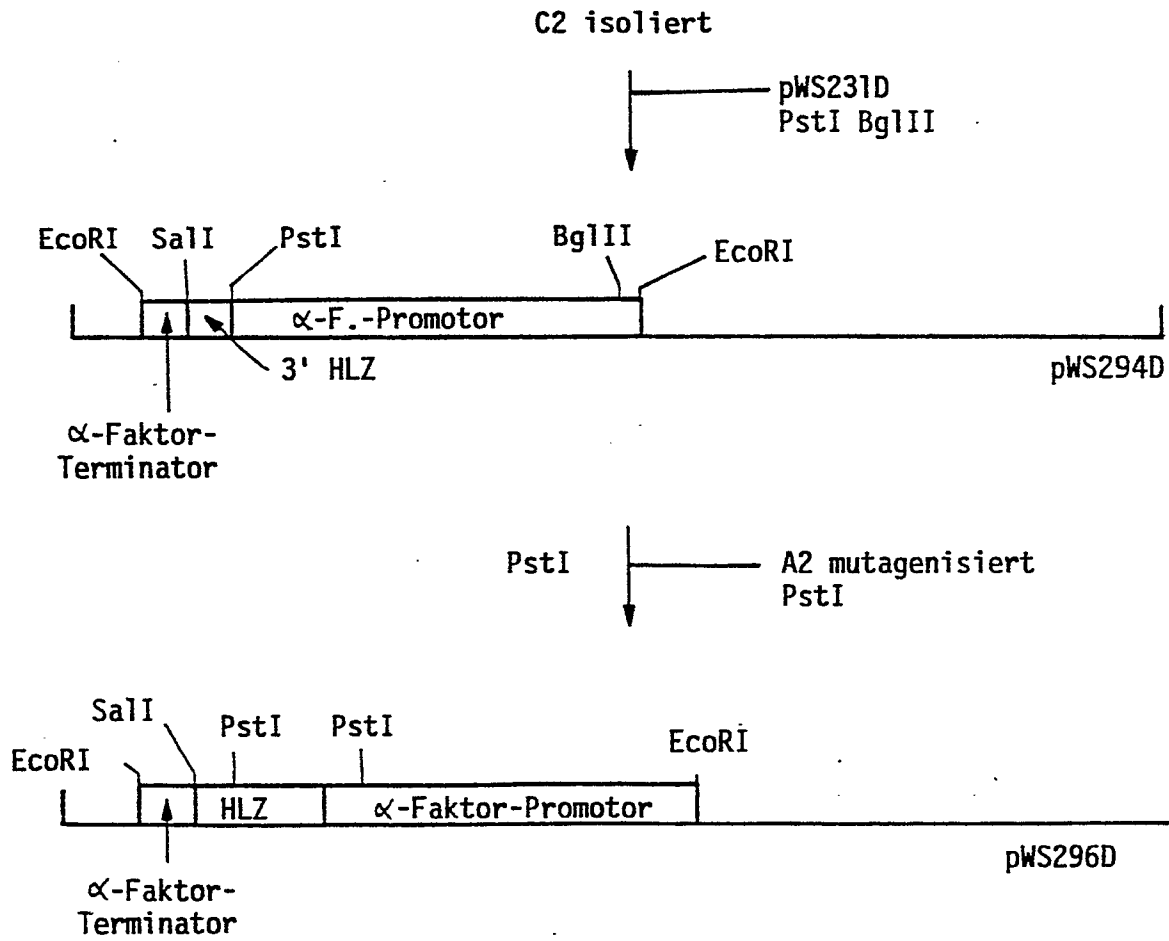 C2 isoliert
pWS231D
PstI BglII
EcoRI SalI PstI BglII EcoRI
α-F.-Promotor
3' HLZ
pWS294D
α-Faktor-
Terminator
PstI A2 mutagenisiert
PstI
SalI PstI PstI EcoRI
EcoRI
HLZ α-Faktor-Promotor
pWS296D
α-Faktor-
Terminator